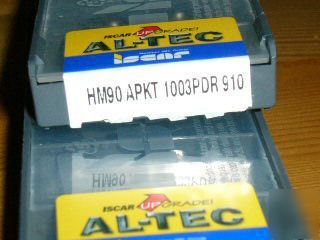 ISCAR UPGRADE!
AL-TEC
iscar
HM90 APKT 1003PDR 910
HM90
ISCAR UPGRADE!
AL-TEC